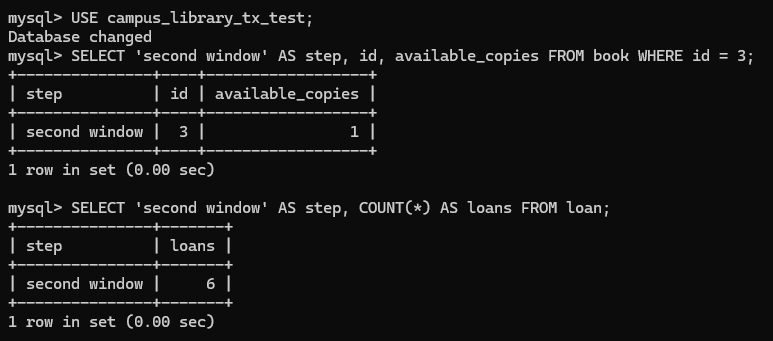 mysql> USE campus_library_tx_test;
Database changed
mysql> SELECT 'second window' AS step, id, available_copies FROM book WHERE id = 3;
+---------------+----+------------------+
| step          | id | available_copies |
+---------------+----+------------------+
| second window |  3 |                1 |
+---------------+----+------------------+
1 row in set (0.00 sec)

mysql> SELECT 'second window' AS step, COUNT(*) AS loans FROM loan;
+---------------+-------+
| step          | loans |
+---------------+-------+
| second window |     6 |
+---------------+-------+
1 row in set (0.00 sec)